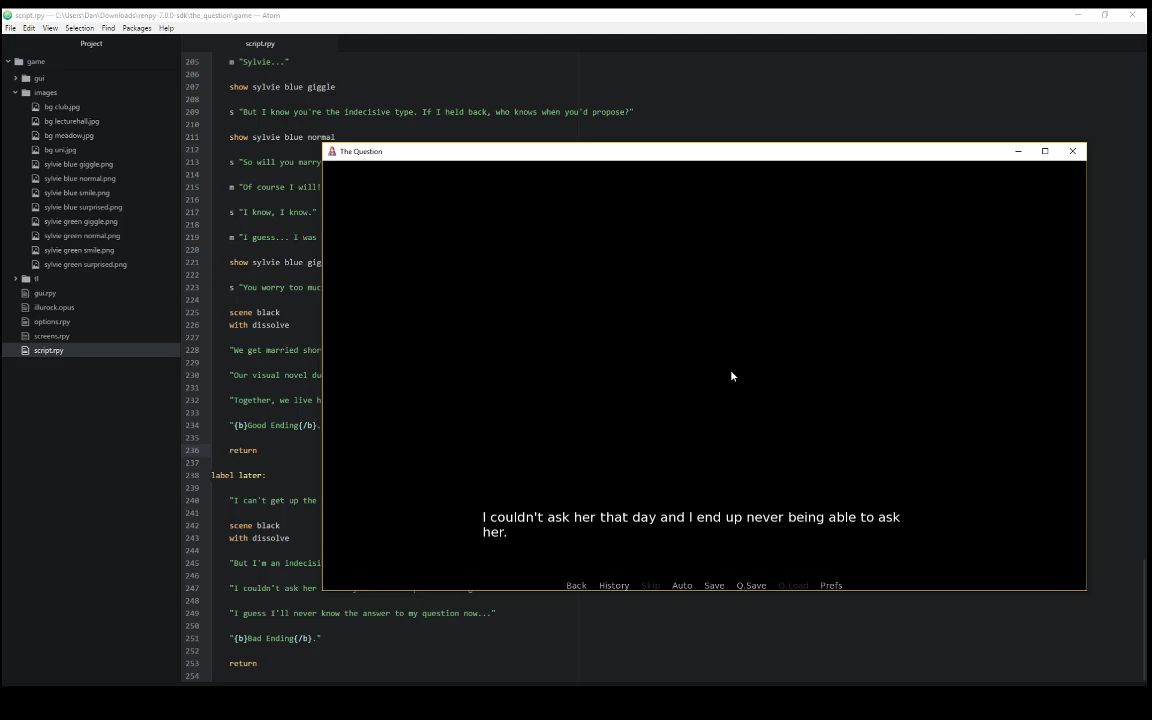 script.rpy — C:\Users\Dan\Downloads\renpy-7.0.0-sdk\the_question\game — Atom
File Edit View Selection Find Packages Help
Project
script.rpy
game
gui
images
bg club.jpg
bg lecturehall.jpg
bg meadow.jpg
bg uni.jpg
sylvie blue giggle.png
sylvie blue normal.png
sylvie blue smile.png
sylvie blue surprised.png
sylvie green giggle.png
sylvie green normal.png
sylvie green smile.png
sylvie green surprised.png
tl
gui.rpy
illurock.opus
options.rpy
screens.rpy
script.rpy
205 m "Sylvie..."
206
207 show sylvie blue giggle
208
209 s "But I know you're the indecisive type. If I held back, who knows when you'd propose?"
210
211 show sylvie blue normal
212
213 s "So will you marry
214
215 m "Of course I will!
216
217 s "I know, I know."
218
219 m "I guess... I was
220
221 show sylvie blue gig
222
223 s "You worry too muc
224
225 scene black
226 with dissolve
227
228 "We get married shor
229
230 "Our visual novel du
231
232 "Together, we live h
233
234 "{b}Good Ending{/b}.
235
236 return
237
238 label later:
239
240 "I can't get up the
241
242 scene black
243 with dissolve
244
245 "But I'm an indecisi
246
247 "I couldn't ask her
248
249 "I guess I'll never know the answer to my question now..."
250
251 "{b}Bad Ending{/b}."
252
253 return
254
The Question
I couldn't ask her that day and I end up never being able to ask
her.
Back History Skip Auto Save Q.Save Q.Load Prefs